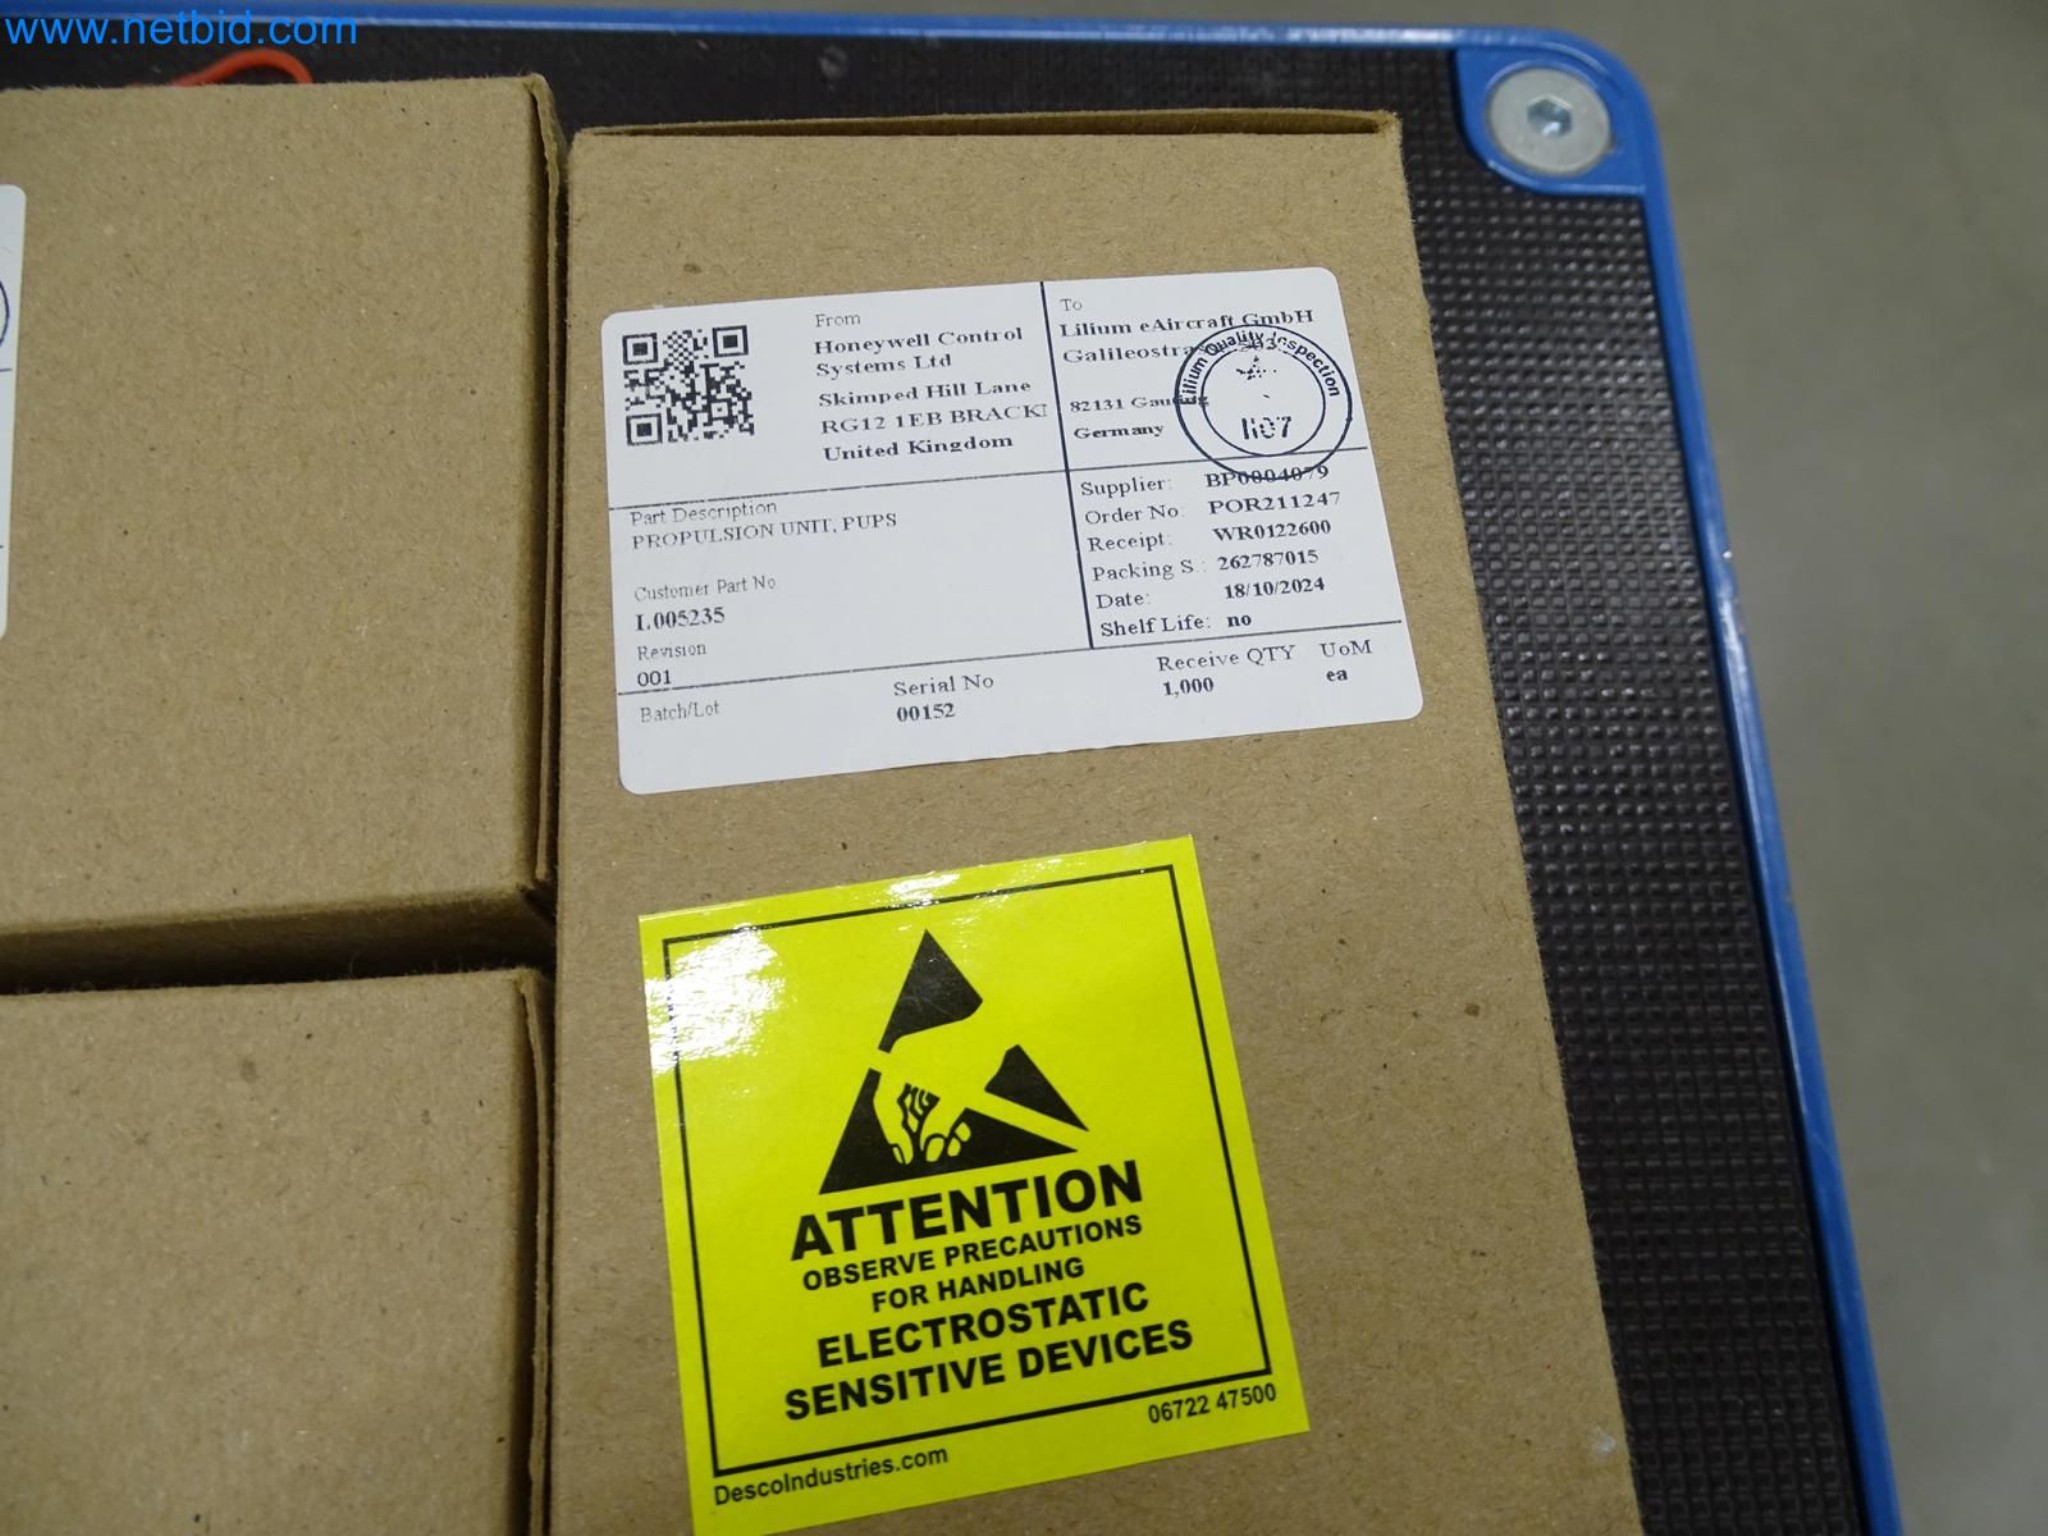 www.netbid.com
From
Honeywell Control
Systems Ltd
Skimped Hill Lane
RG12 1EB BRACKI
United Kingdom
To
Lilium eAircraft GmbH
82131
Germany
Lilium Quality Inspection
Supplier: BP0004079
Order No: POR211247
Receipt: WR0122600
Packing S.: 262787015
Date: 18/10/2024
Shelf Life: no
Part Description
PROPULSION UNIT, PUPS
Customer Part No
L005235
Revision
001
Batch/Lot
Serial No
00152
Receive QTY
1,000
UoM
ea
ATTENTION
OBSERVE PRECAUTIONS
FOR HANDLING
ELECTROSTATIC
SENSITIVE DEVICES
06722 47500
DescoIndustries.com